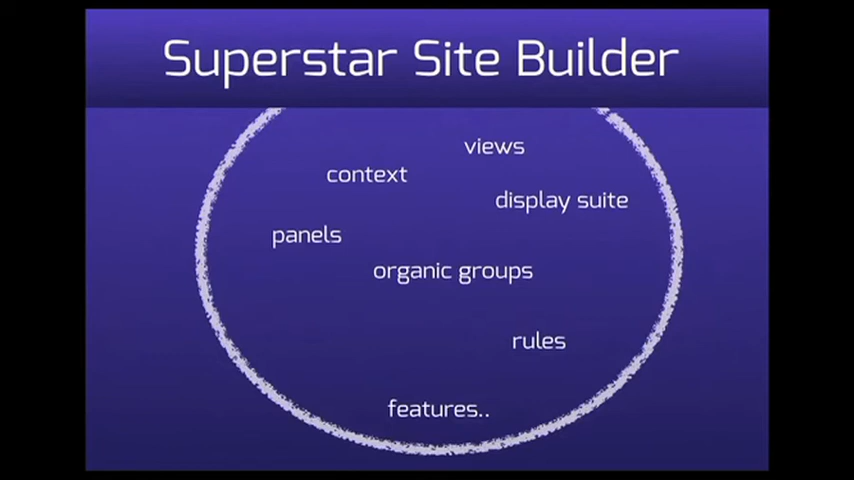 Superstar Site Builder
views
context
display suite
panels
organic groups
rules
features..